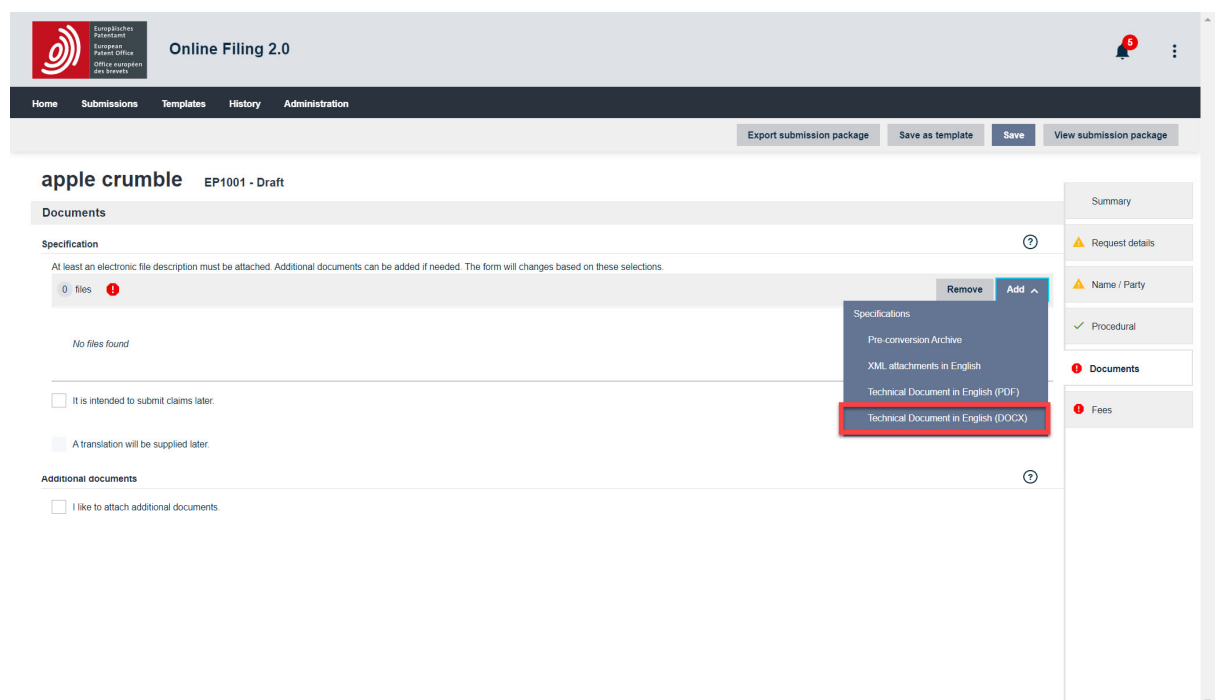 Europäisches
Patentamt
European
Patent Office
Office européen
des brevets
Online Filing 2.0
5
Home Submissions Templates History Administration
Export submission package Save as template Save View submission package
apple crumble EP1001 - Draft
Documents
Specification
At least an electronic file description must be attached. Additional documents can be added if needed. The form will changes based on these selections.
0 files Remove Add
Specifications
Pre-conversion Archive
XML attachments in English
Technical Document in English (PDF)
Technical Document in English (DOCX)
No files found
It is intended to submit claims later.
A translation will be supplied later.
Additional documents
I like to attach additional documents.
Summary
Request details
Name / Party
Procedural
Documents
Fees